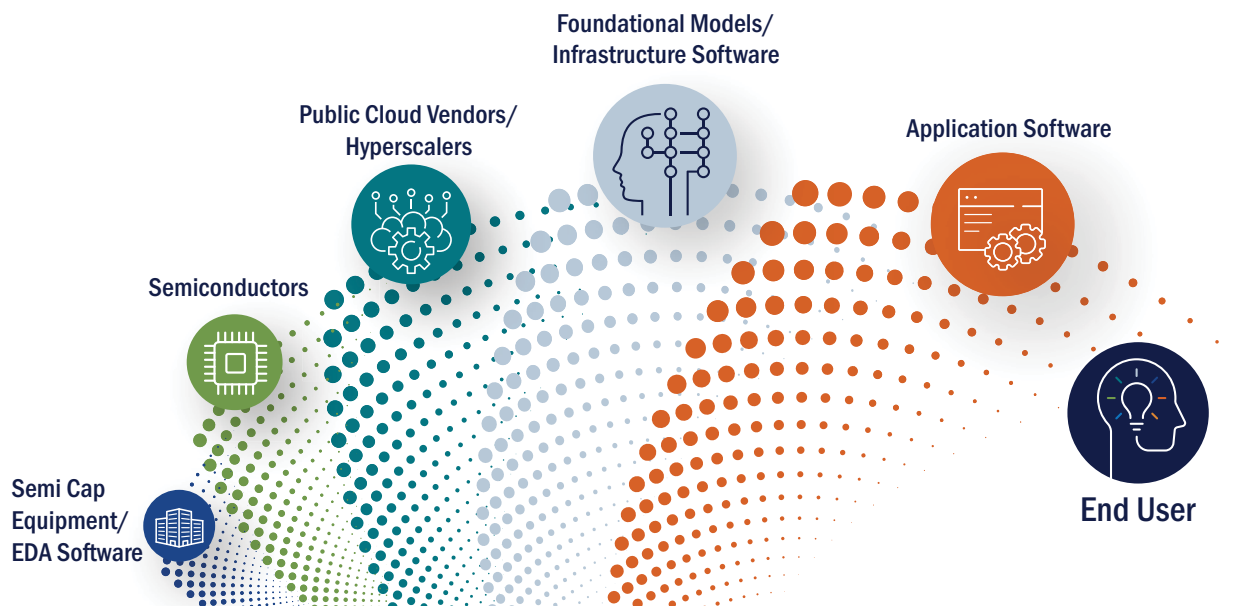 Foundational Models/
Infrastructure Software
Public Cloud Vendors/
Hyperscalers
Application Software
Semiconductors
Semi Cap
Equipment/
EDA Software
End User